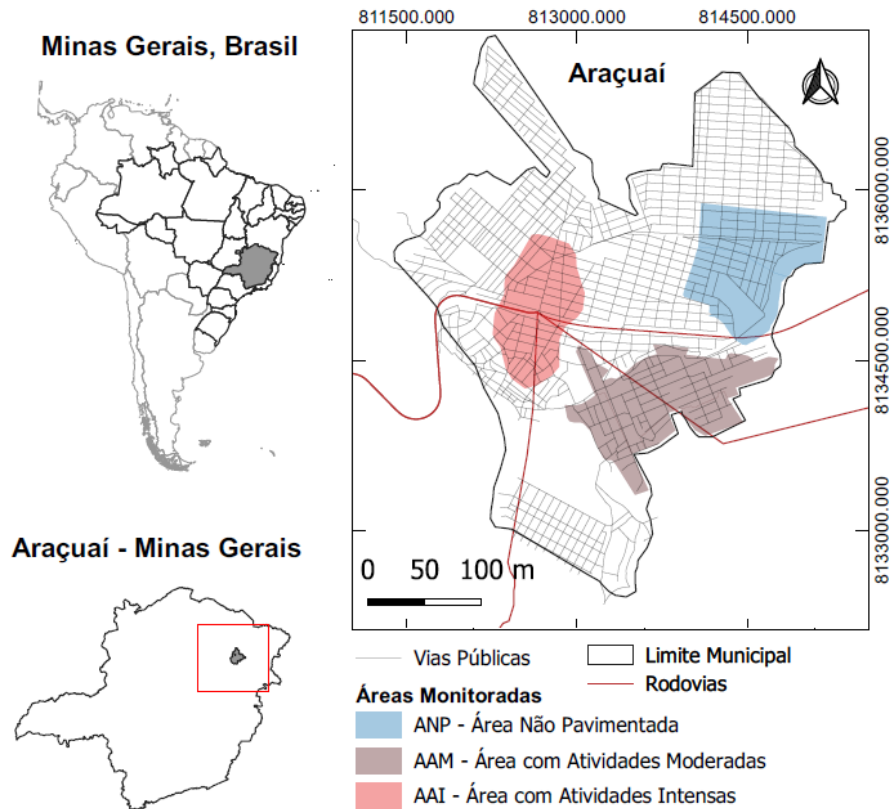 Minas Gerais, Brasil
811500.000
813000.000
814500.000
Araçuaí
8136000.000
8134500.000
8133000.000
0 50 100 m
Araçuaí - Minas Gerais
Vias Públicas
Limite Municipal
Rodovias
Áreas Monitoradas
ANP - Área Não Pavimentada
AAM - Área com Atividades Moderadas
AAI - Área com Atividades Intensas